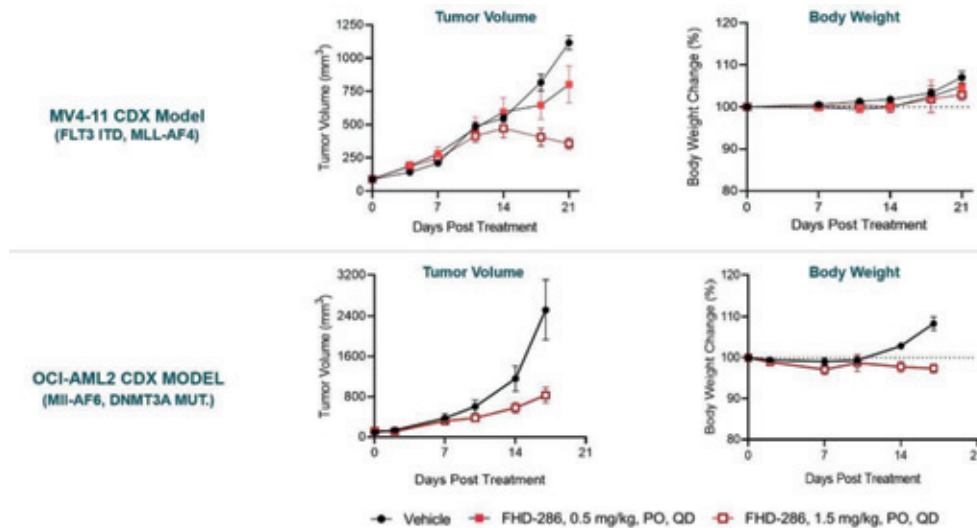 Tumor Volume
Body Weight
MV4-11 CDX Model
(FLT3 ITD, MLL-AF4)
Tumor Volume (mm³)
1250
1000
750
500
250
0
0 7 14 21
Days Post Treatment
Body Weight Change (%)
120
110
100
90
80
0 7 14 21
Days Post Treatment
Tumor Volume
Body Weight
OCI-AML2 CDX MODEL
(Mll-AF6, DNMT3A MUT.)
Tumor Volume (mm³)
3200
2400
1600
800
0
0 7 14 21
Days Post Treatment
Body Weight Change (%)
120
110
100
90
80
0 7 14 2
Days Post Treatment
Vehicle FHD-286, 0.5 mg/kg, PO, QD FHD-286, 1.5 mg/kg, PO, QD